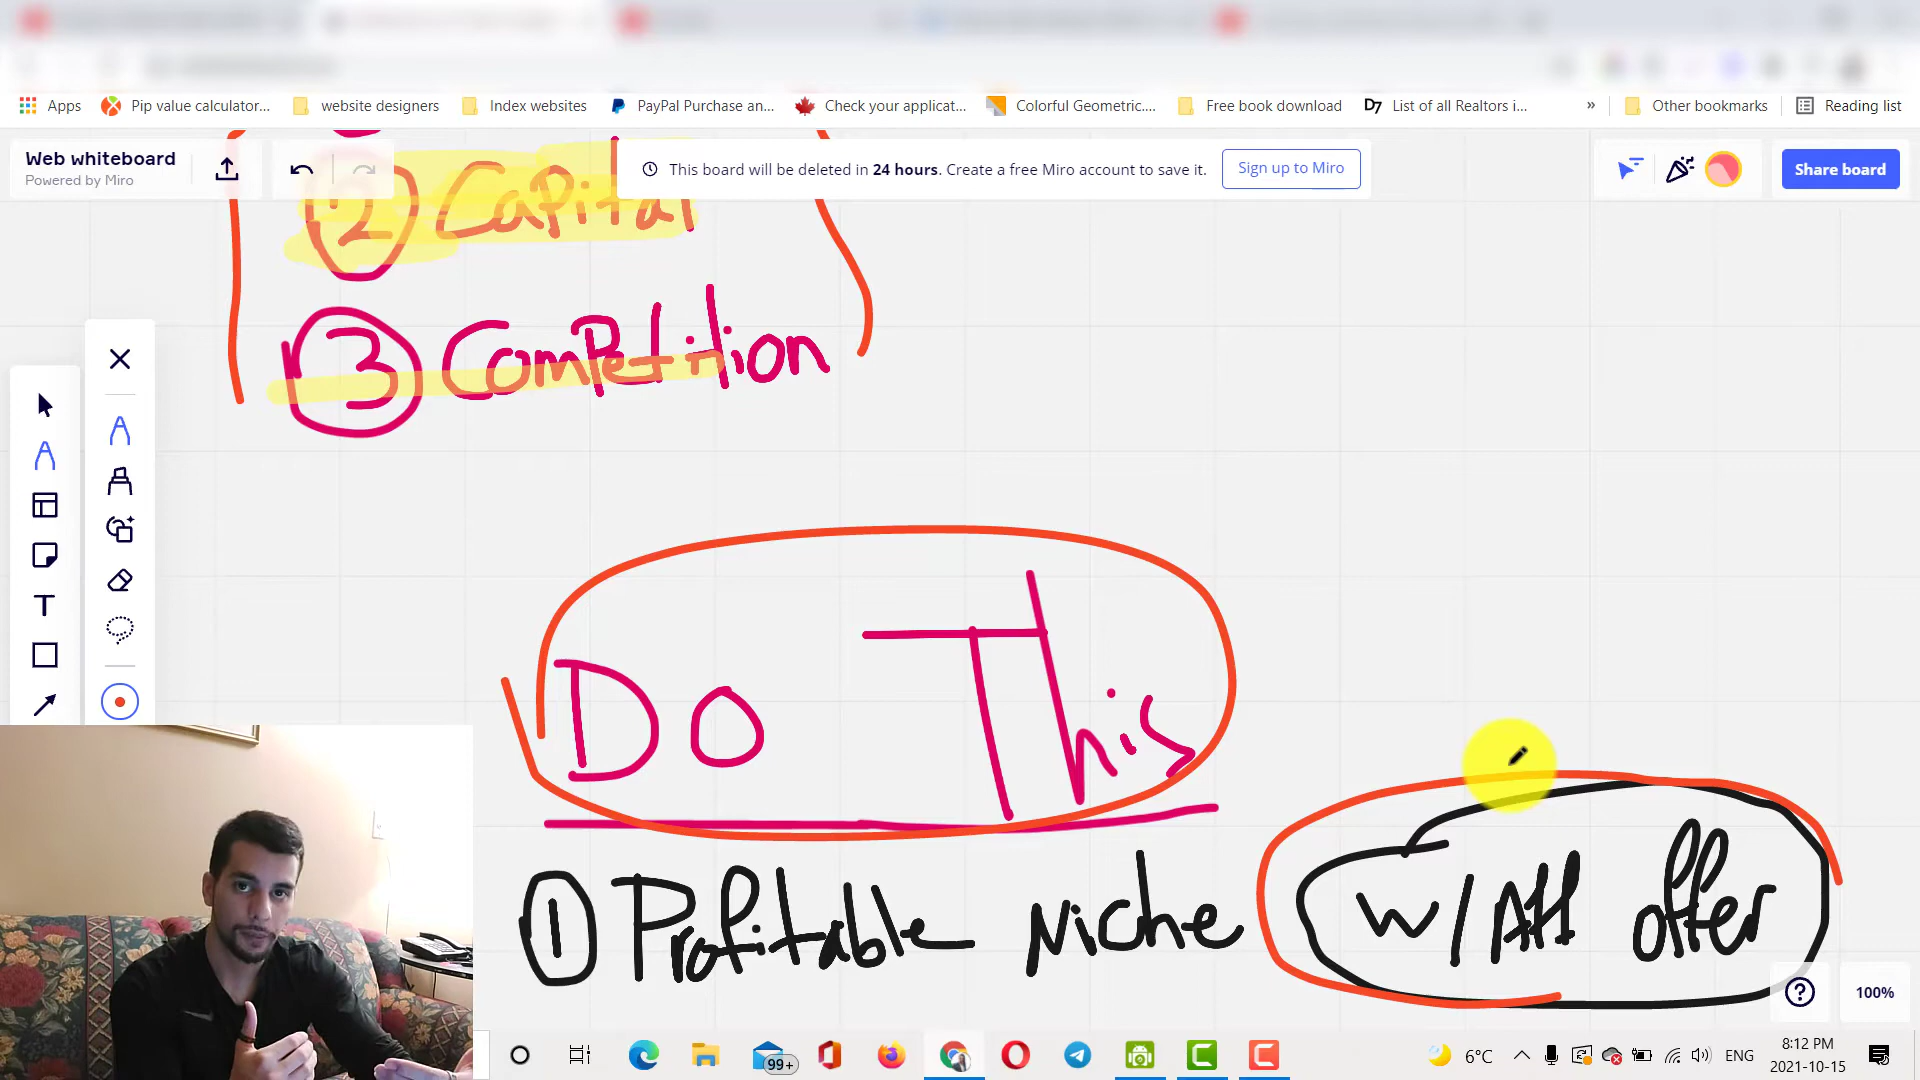 Apps Pip value calculator... website designers Index websites PayPal Purchase an... Check your applicat... Colorful Geometric.... Free book download D7 List of all Realtors i... » Other bookmarks Reading list
Web whiteboard
Powered by Miro
This board will be deleted in 24 hours. Create a free Miro account to save it.
Sign up to Miro
Share board
2 Capital
3 Competition
T
Do This
1 Profitable Niche w/ Aff offer
? 100%
99+
6°C ENG 8:12 PM
2021-10-15